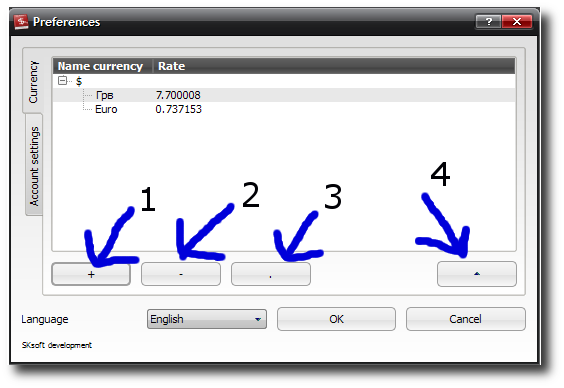 Preferences
?
Currency
Account settings
Name currency Rate
$
Грв 7.700008
Euro 0.737153
1 2 3 4
+ - .
Language English OK Cancel
SKsoft development